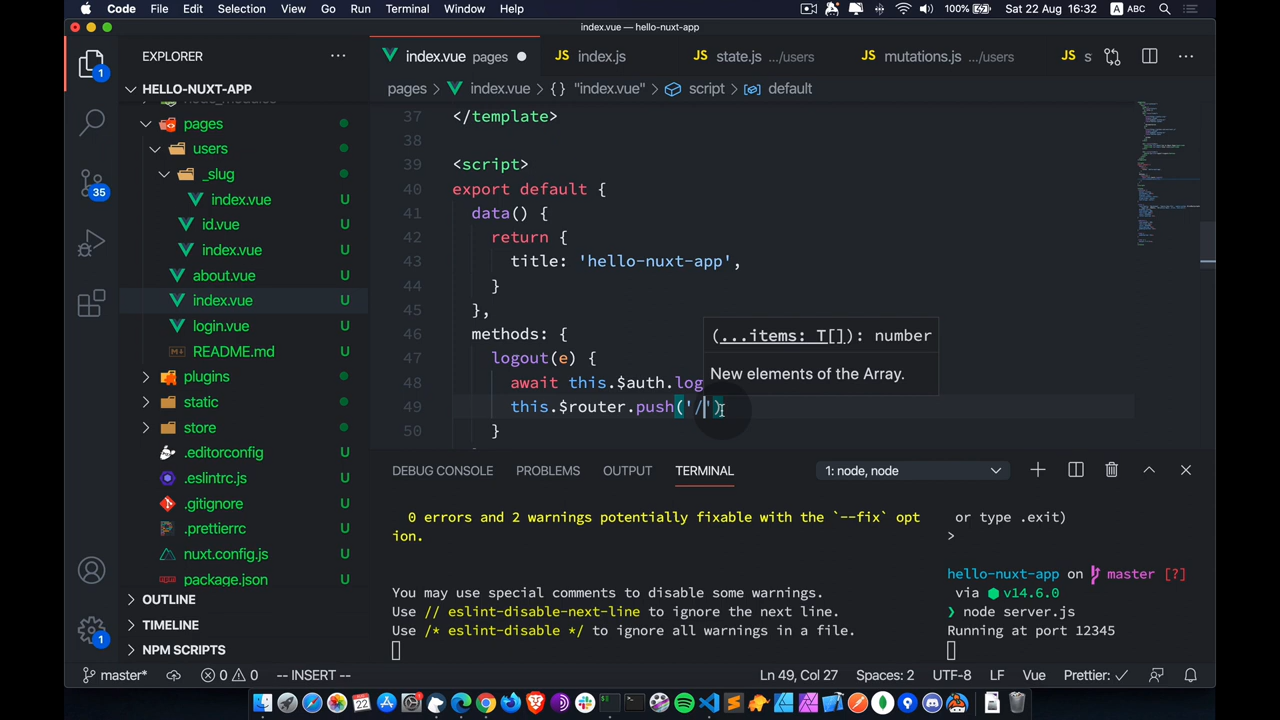 Code File Edit Selection View Go Run Terminal Window Help 100% Sat 22 Aug 16:32 A ABC
index.vue — hello-nuxt-app
EXPLORER
HELLO-NUXT-APP
node_modules
pages
users
_slug
index.vue U
id.vue U
index.vue U
about.vue U
index.vue U
login.vue U
README.md U
plugins
static
store
.editorconfig U
.eslintrc.js U
.gitignore U
.prettierrc U
nuxt.config.js U
package.json U
OUTLINE
TIMELINE
NPM SCRIPTS
1
35
1
index.vue pages JS index.js JS state.js .../users JS mutations.js .../users JS s
pages > index.vue > {} "index.vue" > script > default
37 </template>
38
39 <script>
40 export default {
41 data() {
42 return {
43 title: 'hello-nuxt-app',
44 }
45 },
46 methods: {
47 logout(e) {
48 await this.$auth.log
49 this.$router.push('/')
50 }
(...items: T[]): number
New elements of the Array.
DEBUG CONSOLE PROBLEMS OUTPUT TERMINAL 1: node, node
0 errors and 2 warnings potentially fixable with the `--fix` opt
ion.
You may use special comments to disable some warnings.
Use // eslint-disable-next-line to ignore the next line.
Use /* eslint-disable */ to ignore all warnings in a file.
or type .exit)
>
hello-nuxt-app on master [?]
via v14.6.0
❯ node server.js
Running at port 12345
master* 0 0 -- INSERT -- Ln 49, Col 27 Spaces: 2 UTF-8 LF Vue Prettier: ✓